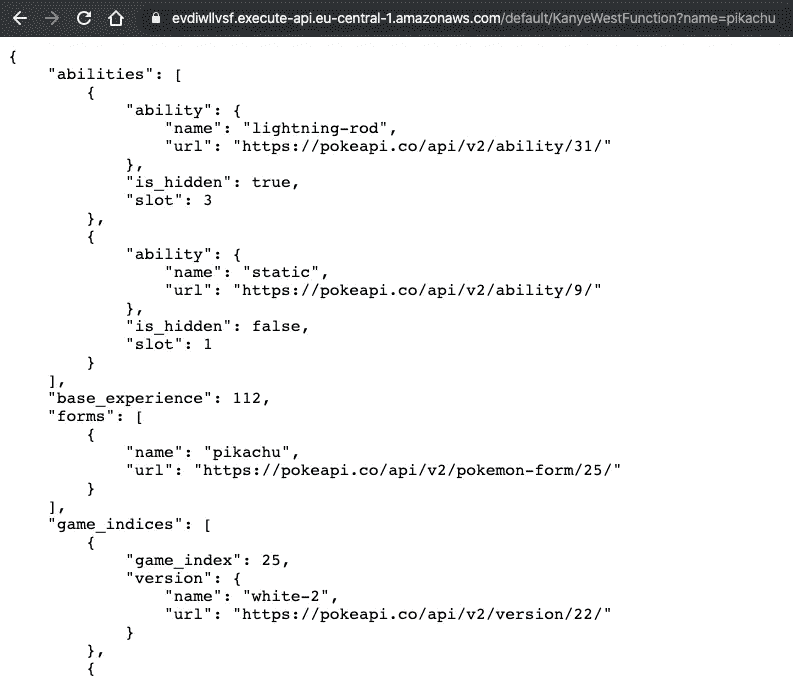 evdiwllvsf.execute-api.eu-central-1.amazonaws.com/default/KanyeWestFunction?name=pikachu
{
    "abilities": [
        {
            "ability": {
                "name": "lightning-rod",
                "url": "https://pokeapi.co/api/v2/ability/31/"
            },
            "is_hidden": true,
            "slot": 3
        },
        {
            "ability": {
                "name": "static",
                "url": "https://pokeapi.co/api/v2/ability/9/"
            },
            "is_hidden": false,
            "slot": 1
        }
    ],
    "base_experience": 112,
    "forms": [
        {
            "name": "pikachu",
            "url": "https://pokeapi.co/api/v2/pokemon-form/25/"
        }
    ],
    "game_indices": [
        {
            "game_index": 25,
            "version": {
                "name": "white-2",
                "url": "https://pokeapi.co/api/v2/version/22/"
            }
        },
        {